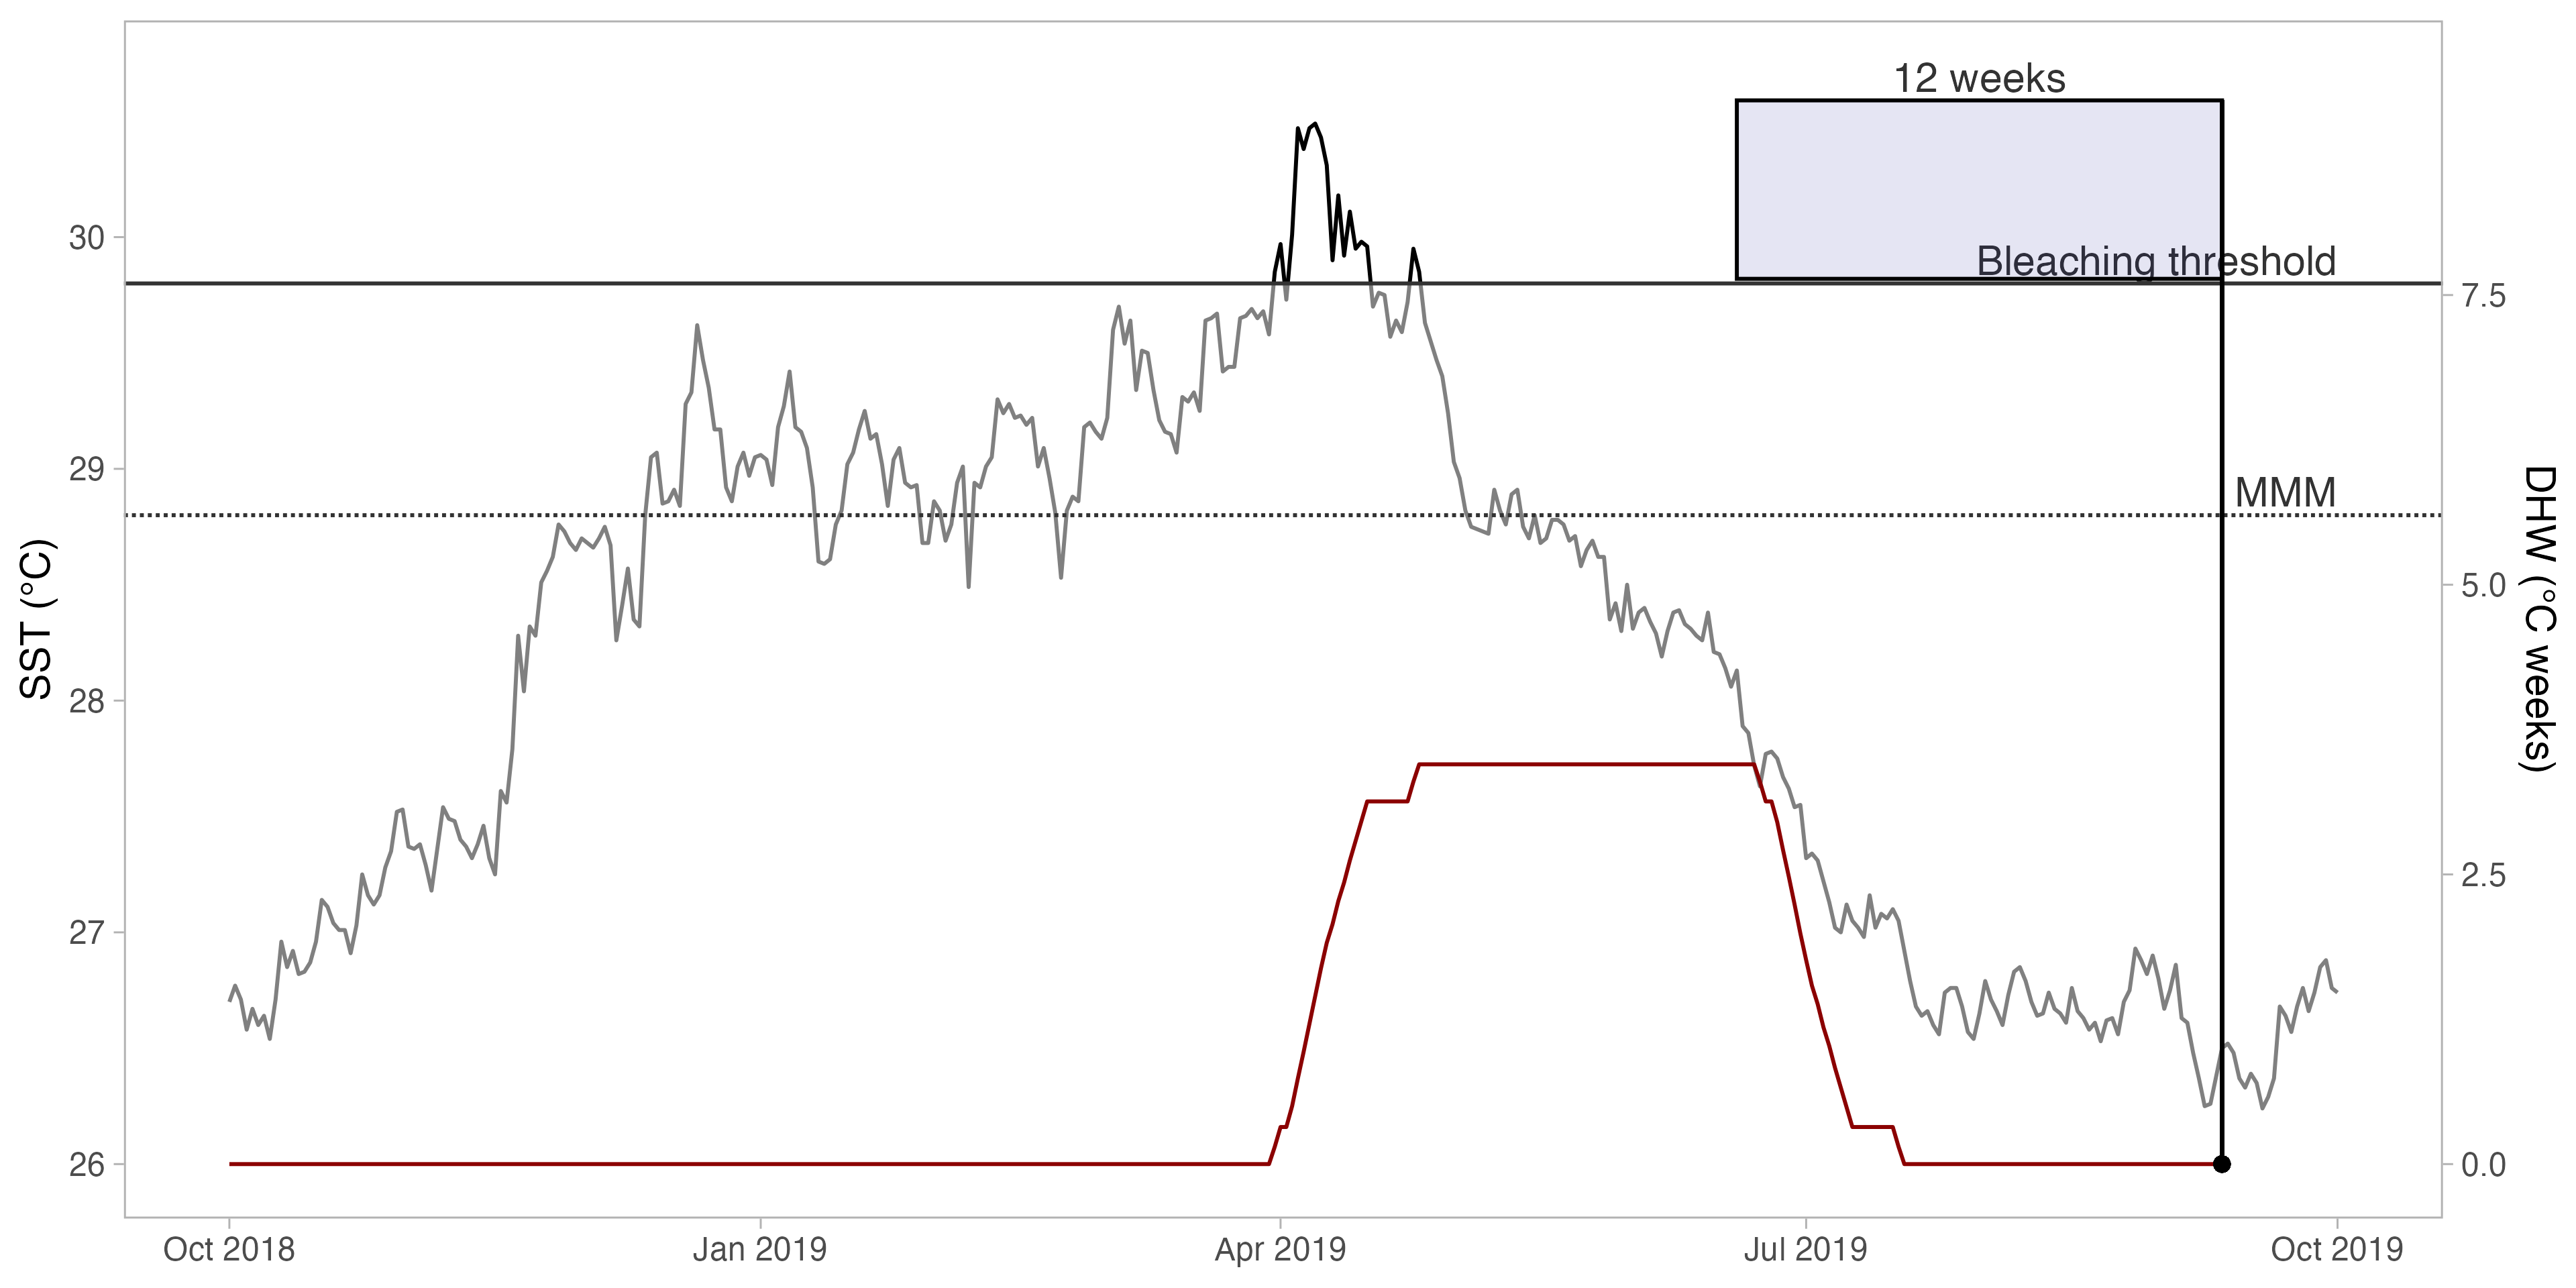 12 weeks
Bleaching threshold
MMM
SST (°C)
30
29
28
27
26
DHW (°C weeks)
7.5
5.0
2.5
0.0
Oct 2018
Jan 2019
Apr 2019
Jul 2019
Oct 2019